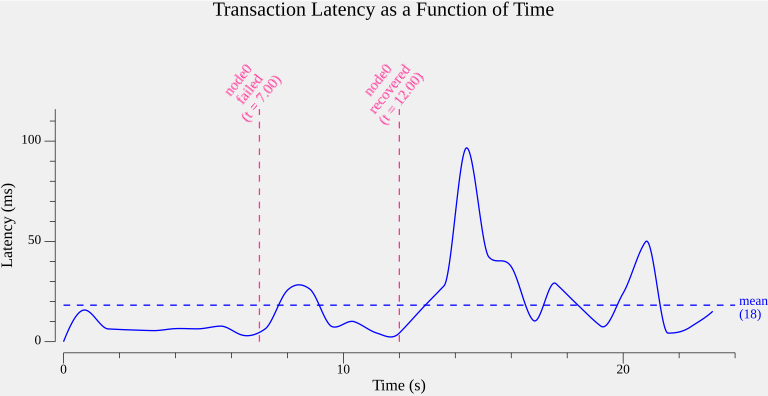 Transaction Latency as a Function of Time
node0
failed
(t = 7.00)
node0
recovered
(t = 12.00)
Latency (ms)
100
50
0
mean
(18)
0
10
20
Time (s)